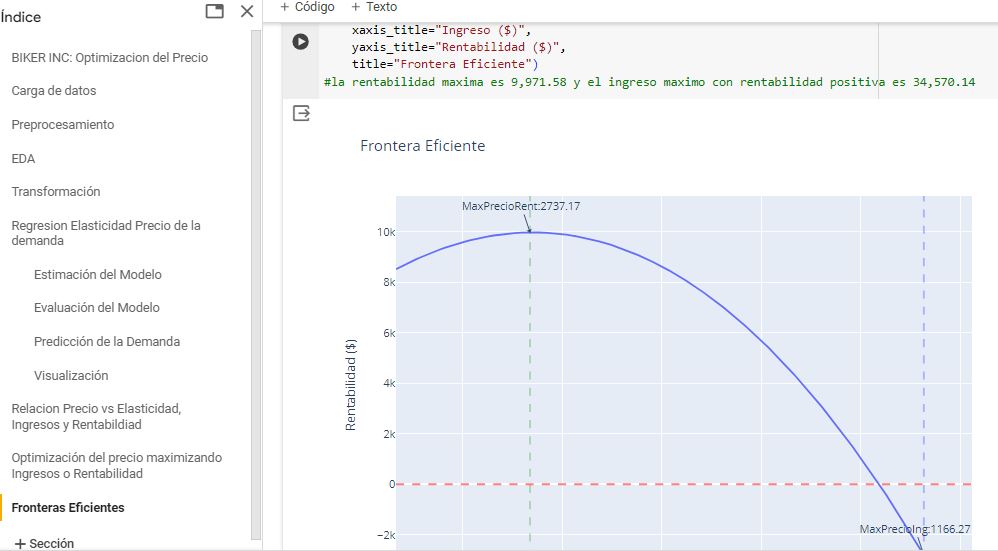 Índice
BIKER INC: Optimizacion del Precio
Carga de datos
Preprocesamiento
EDA
Transformación
Regresion Elasticidad Precio de la
demanda
Estimación del Modelo
Evaluación del Modelo
Predicción de la Demanda
Visualización
Relacion Precio vs Elasticidad,
Ingresos y Rentabildiad
Optimización del precio maximizando
Ingresos o Rentabilidad
Fronteras Eficientes
+ Sección
+ Código + Texto
xaxis_title="Ingreso ($)",
yaxis_title="Rentabilidad ($)",
title="Frontera Eficiente")
#la rentabilidad maxima es 9,971.58 y el ingreso maximo con rentabilidad positiva es 34,570.14
Frontera Eficiente
MaxPrecioRent:2737.17
10k
8k
6k
4k
2k
0
−2k
Rentabilidad ($)
MaxPrecioIng:1166.27